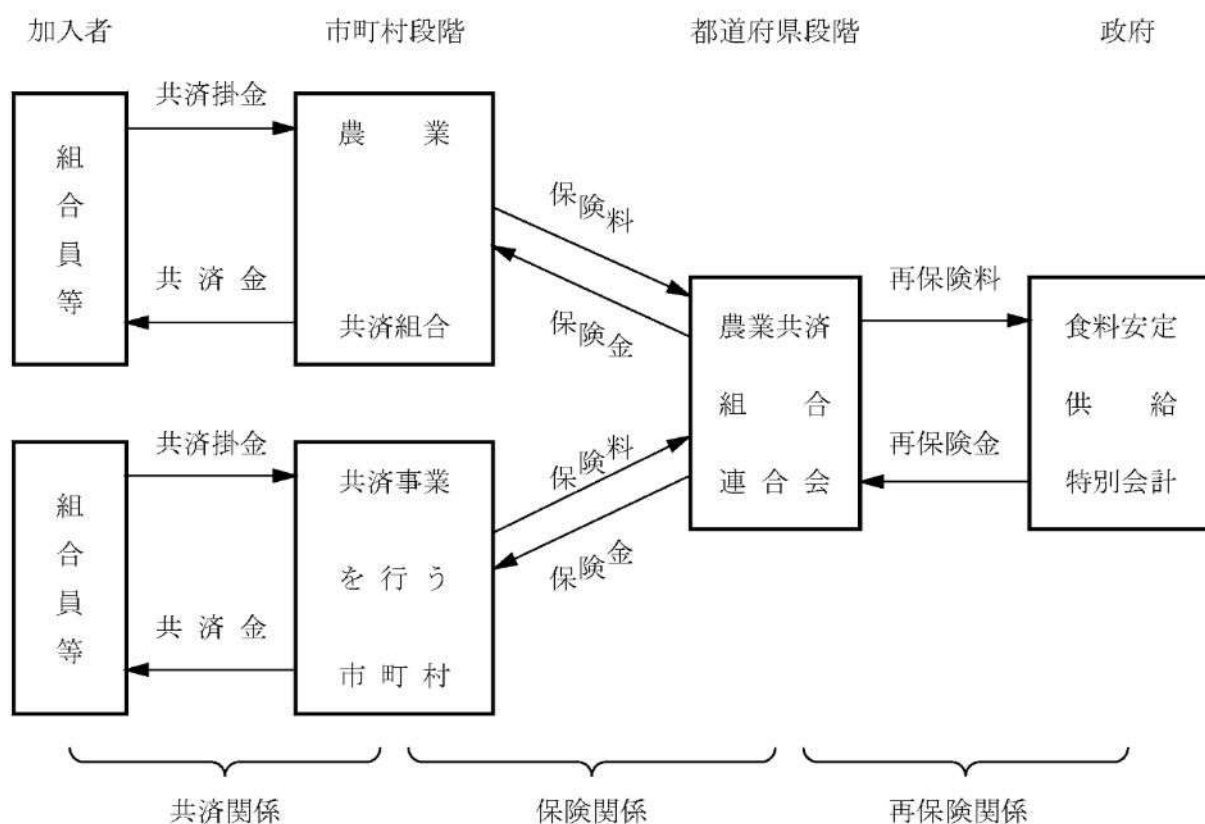 加入者
市町村段階
都道府県段階
政府
組合員等
共済掛金
共済金
農業
共済組合
保険料
保険金
組合員等
共済掛金
共済金
共済事業
を行う
市町村
保険料
保険金
農業共済
組合
連合会
再保険料
再保険金
食料安定
供給
特別会計
共済関係
保険関係
再保険関係